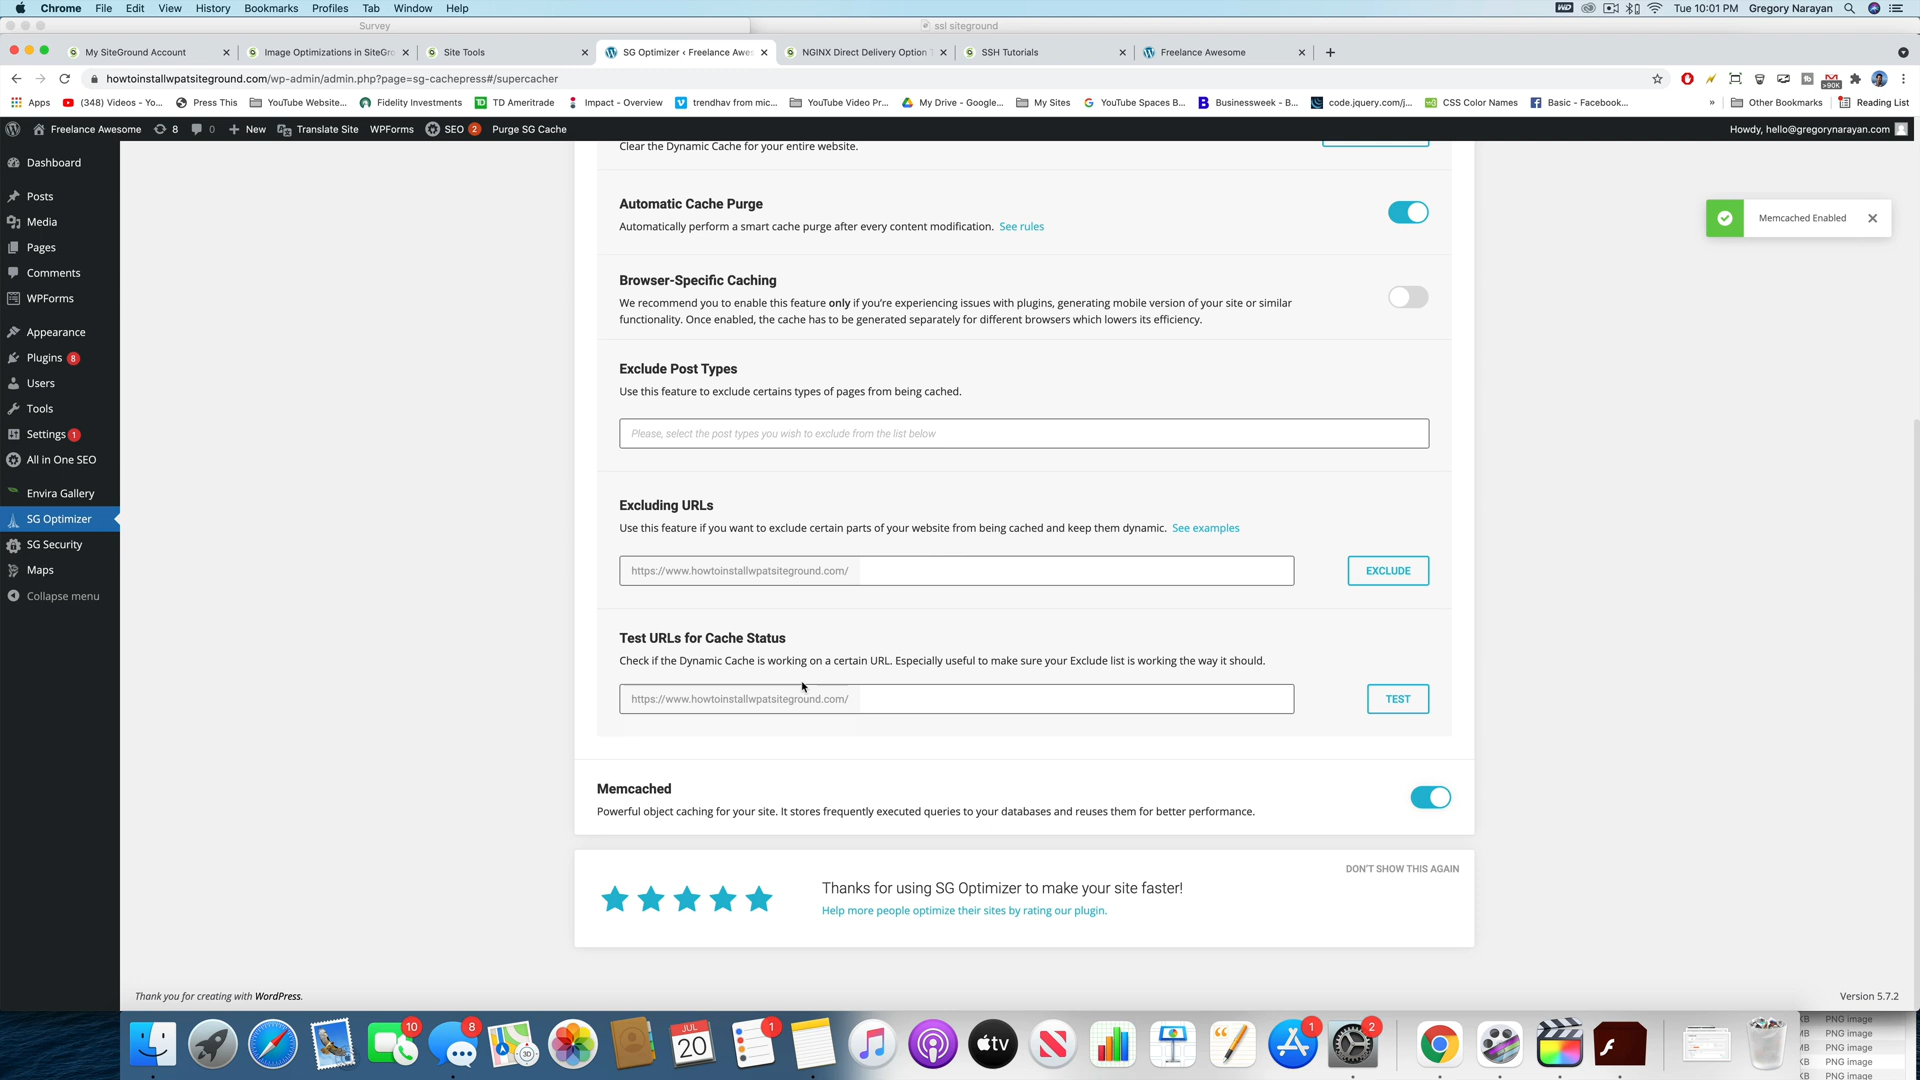 Chrome File Edit View History Bookmarks Profiles Tab Window Help Tue 10:01 PM Gregory Narayan
Survey ssl siteground
My SiteGround Account Image Optimizations in SiteGro SG Site Tools SG Optimizer ‹ Freelance Awes NGINX Direct Delivery Option SSH Tutorials Freelance Awesome
howtoinstallwpatsiteground.com/wp-admin/admin.php?page=sg-cachepress#/supercacher
Apps (348) Videos - Yo... Press This YouTube Website... Fidelity Investments TD Ameritrade Impact - Overview trendhav from mic... YouTube Video Pr... My Drive - Google... My Sites YouTube Spaces B... Businessweek - B... code.jquery.com/j... CSS Color Names Basic - Facebook... » Other Bookmarks Reading List
Freelance Awesome 8 0 New Translate Site WPForms SEO 2 Purge SG Cache Howdy, hello@gregorynarayan.com
Dashboard
Posts
Media
Pages
Comments
WPForms
Appearance
Plugins 8
Users
Tools
Settings 1
All in One SEO
Envira Gallery
SG Optimizer
SG Security
Maps
Collapse menu
Clear the Dynamic Cache for your entire website.
Automatic Cache Purge
Automatically perform a smart cache purge after every content modification. See rules
Memcached Enabled
Browser-Specific Caching
We recommend you to enable this feature only if you're experiencing issues with plugins, generating mobile version of your site or similar
functionality. Once enabled, the cache has to be generated separately for different browsers which lowers its efficiency.
Exclude Post Types
Use this feature to exclude certains types of pages from being cached.
Please, select the post types you wish to exclude from the list below
Excluding URLs
Use this feature if you want to exclude certain parts of your website from being cached and keep them dynamic. See examples
https://www.howtoinstallwpatsiteground.com/
EXCLUDE
Test URLs for Cache Status
Check if the Dynamic Cache is working on a certain URL. Especially useful to make sure your Exclude list is working the way it should.
https://www.howtoinstallwpatsiteground.com/
TEST
Memcached
Powerful object caching for your site. It stores frequently executed queries to your databases and reuses them for better performance.
DON'T SHOW THIS AGAIN
Thanks for using SG Optimizer to make your site faster!
Help more people optimize their sites by rating our plugin.
Thank you for creating with WordPress.
Version 5.7.2
10 8 JUL 20 1 tv 1 2
KB PNG image
KB PNG image
KB PNG image
KB PNG image
KB PNG image